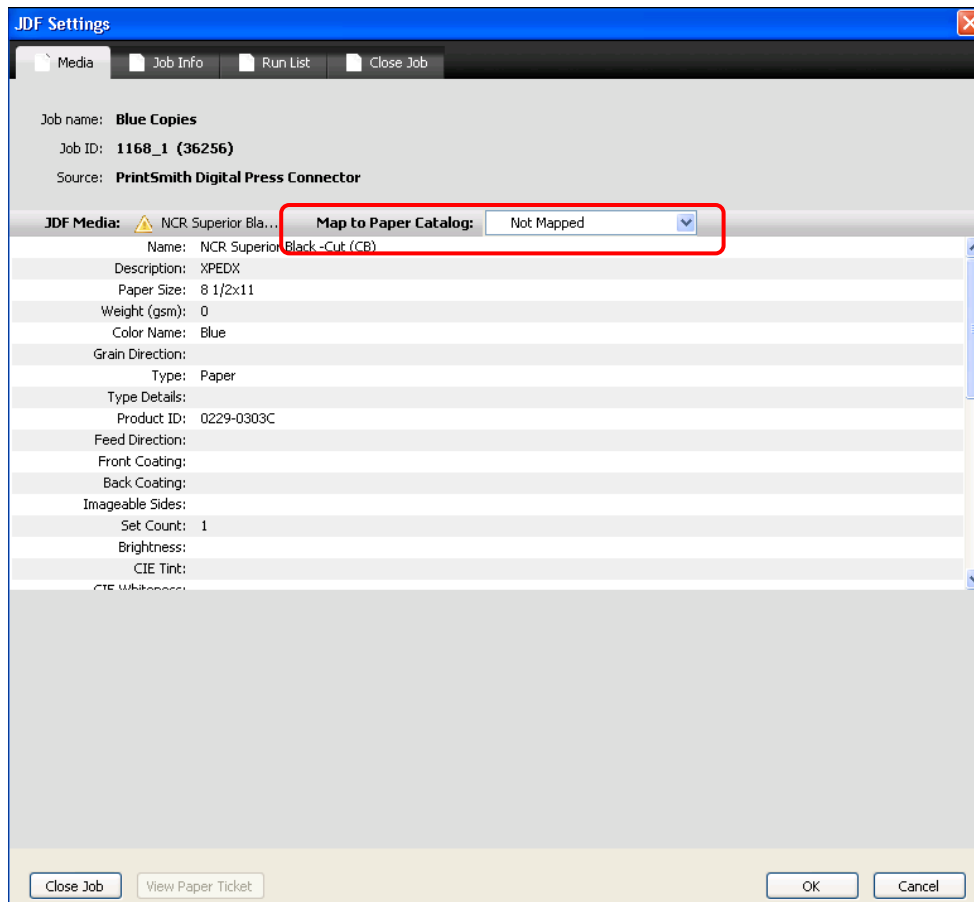 JDF Settings
Media Job Info Run List Close Job
Job name: Blue Copies
Job ID: 1168_1 (36256)
Source: PrintSmith Digital Press Connector
JDF Media: NCR Superior Bla... Map to Paper Catalog: Not Mapped
Name: NCR Superior Black -Cut (CB)
Description: XPEDX
Paper Size: 8 1/2x11
Weight (gsm): 0
Color Name: Blue
Grain Direction:
Type: Paper
Type Details:
Product ID: 0229-0303C
Feed Direction:
Front Coating:
Back Coating:
Imageable Sides:
Set Count: 1
Brightness:
CIE Tint:
CIE Whiteness:
Close Job View Paper Ticket OK Cancel